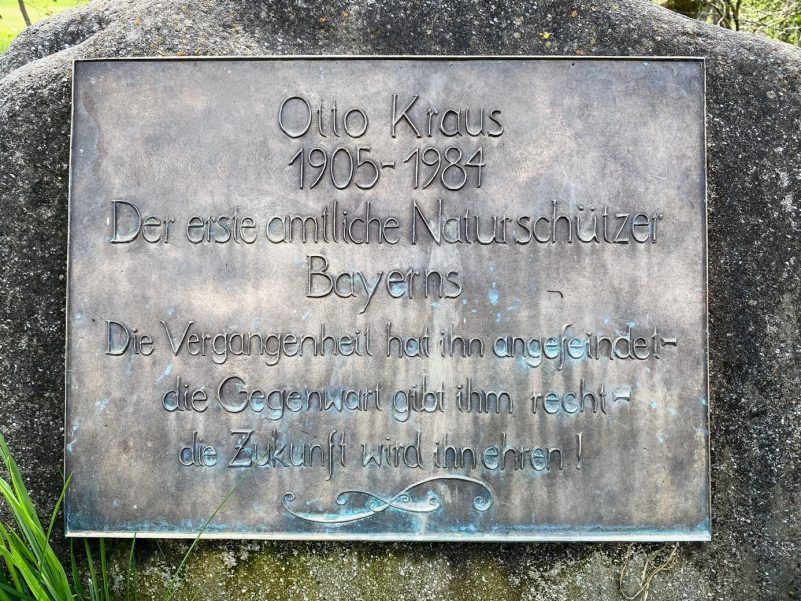 Otto Kraus
1905-1984
Der erste amtliche Naturschützer
Bayerns
Die Vergangenheit hat ihn angefeindet-
die Gegenwart gibt ihm recht-
die Zukunft wird ihn ehren!